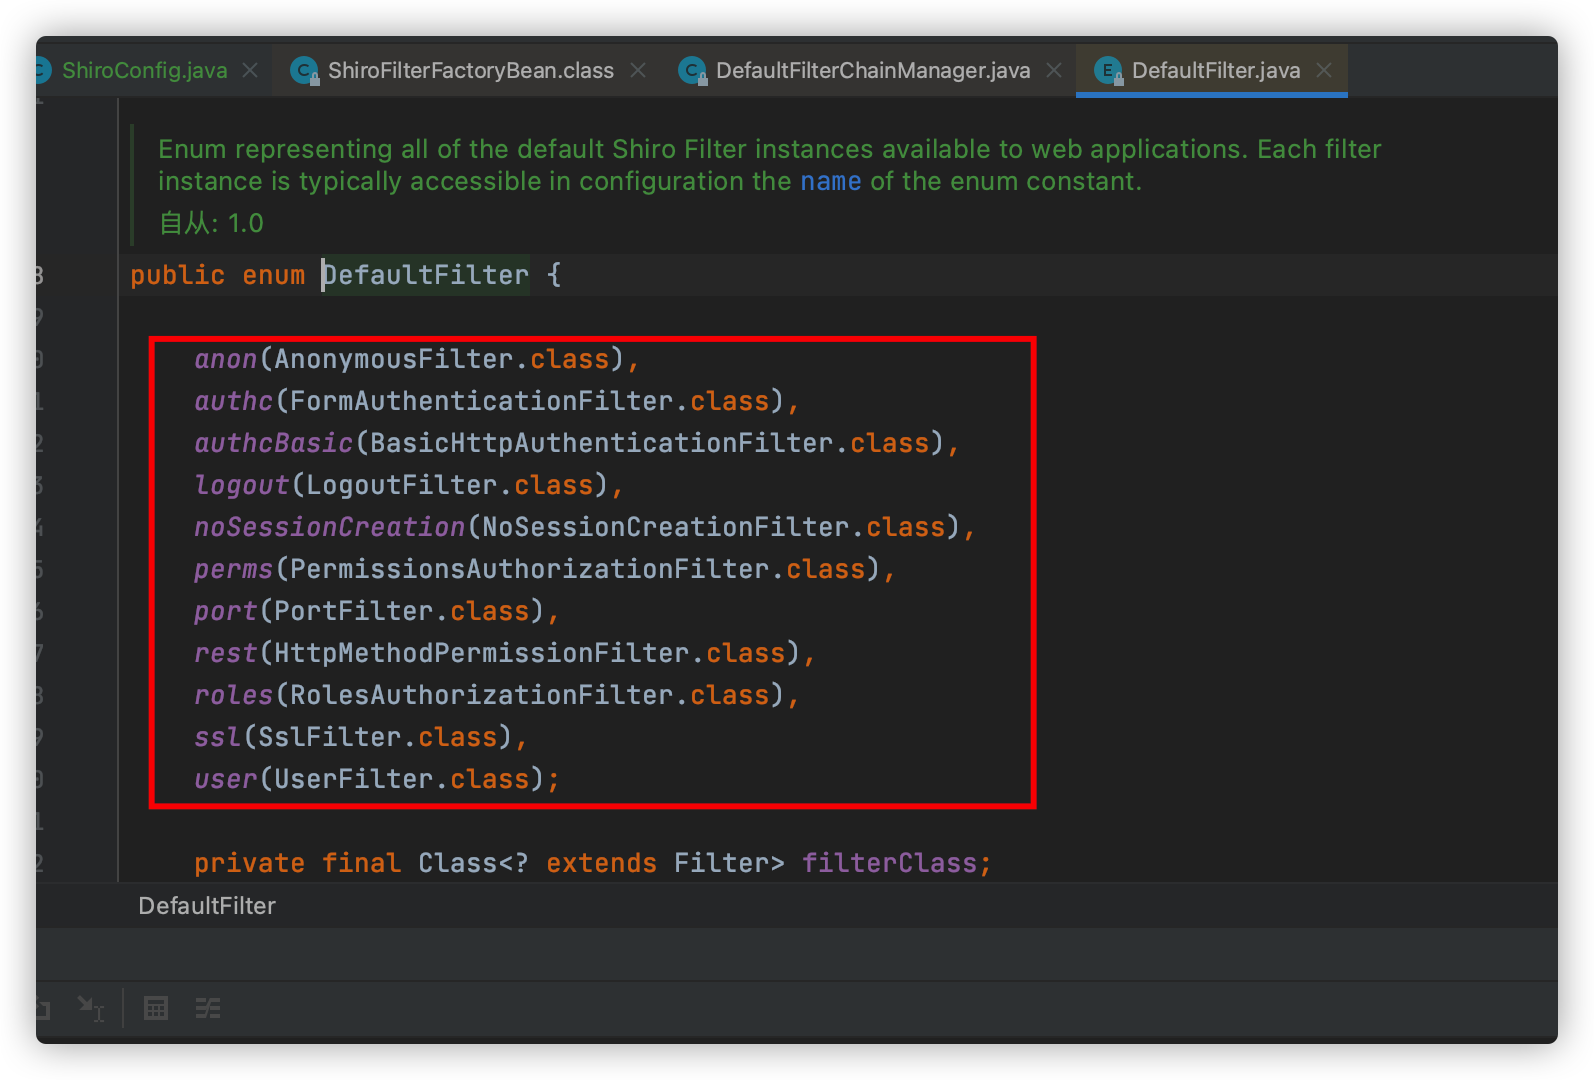 ShiroConfig.java ShiroFilterFactoryBean.class DefaultFilterChainManager.java DefaultFilter.java
Enum representing all of the default Shiro Filter instances available to web applications. Each filter
instance is typically accessible in configuration the name of the enum constant.
自从: 1.0
public enum DefaultFilter {
anon(AnonymousFilter.class),
authc(FormAuthenticationFilter.class),
authcBasic(BasicHttpAuthenticationFilter.class),
logout(LogoutFilter.class),
noSessionCreation(NoSessionCreationFilter.class),
perms(PermissionsAuthorizationFilter.class),
port(PortFilter.class),
rest(HttpMethodPermissionFilter.class),
roles(RolesAuthorizationFilter.class),
ssl(SslFilter.class),
user(UserFilter.class);
private final Class<? extends Filter> filterClass;
DefaultFilter